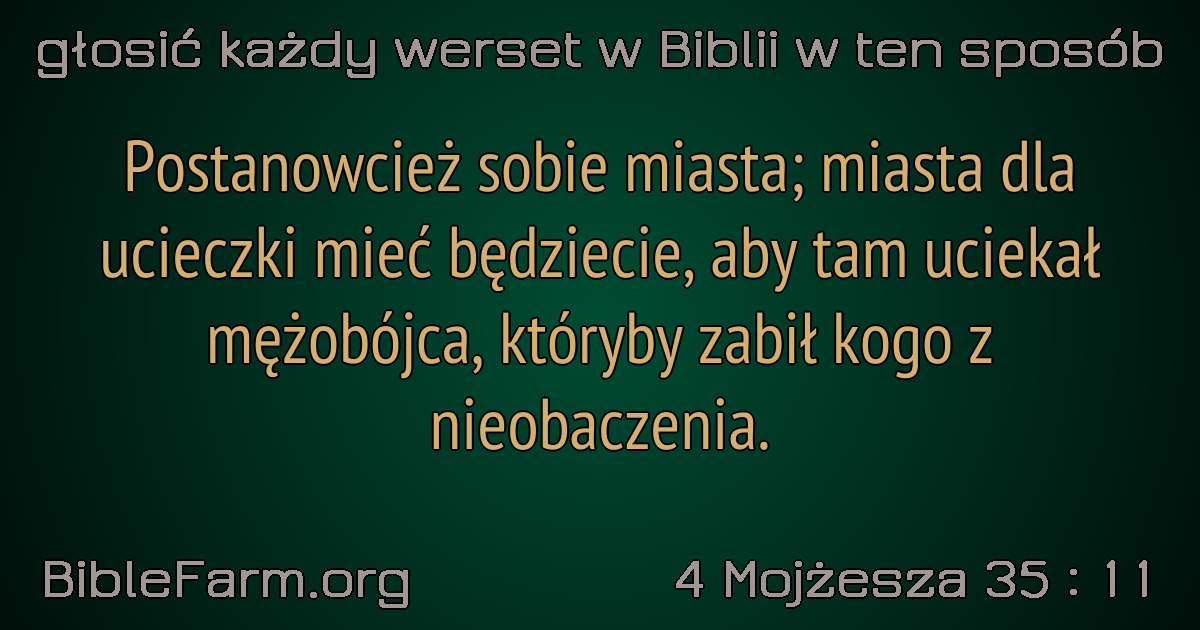 głosić każdy werset w Biblii w ten sposób
Postanowcież sobie miasta; miasta dla
ucieczki mieć będziecie, aby tam uciekał
mężobójca, któryby zabił kogo z
nieobaczenia.
BibleFarm.org
4 Mojżesza 35 : 11